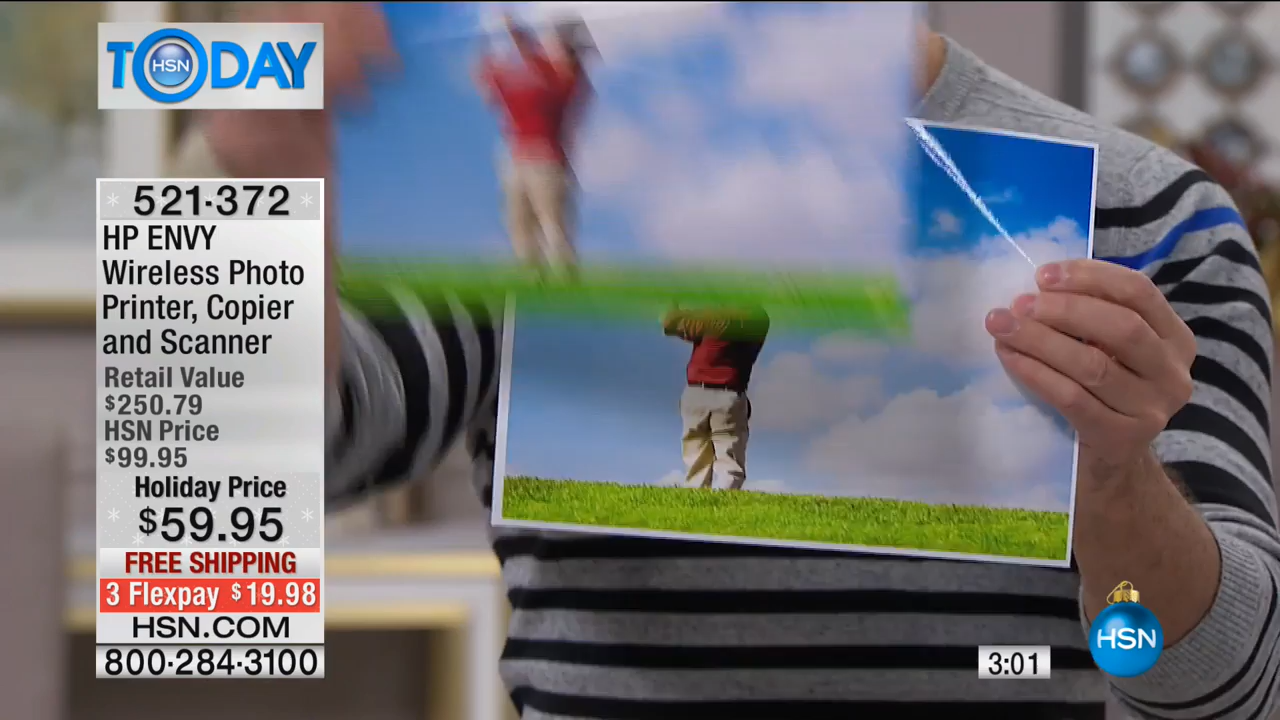 TODAY
HSN
521·372
HP ENVY
Wireless Photo
Printer, Copier
and Scanner
Retail Value
$250.79
HSN Price
$99.95
Holiday Price
$59.95
FREE SHIPPING
3 Flexpay $19.98
HSN.COM
800·284·3100
3:01
HSN